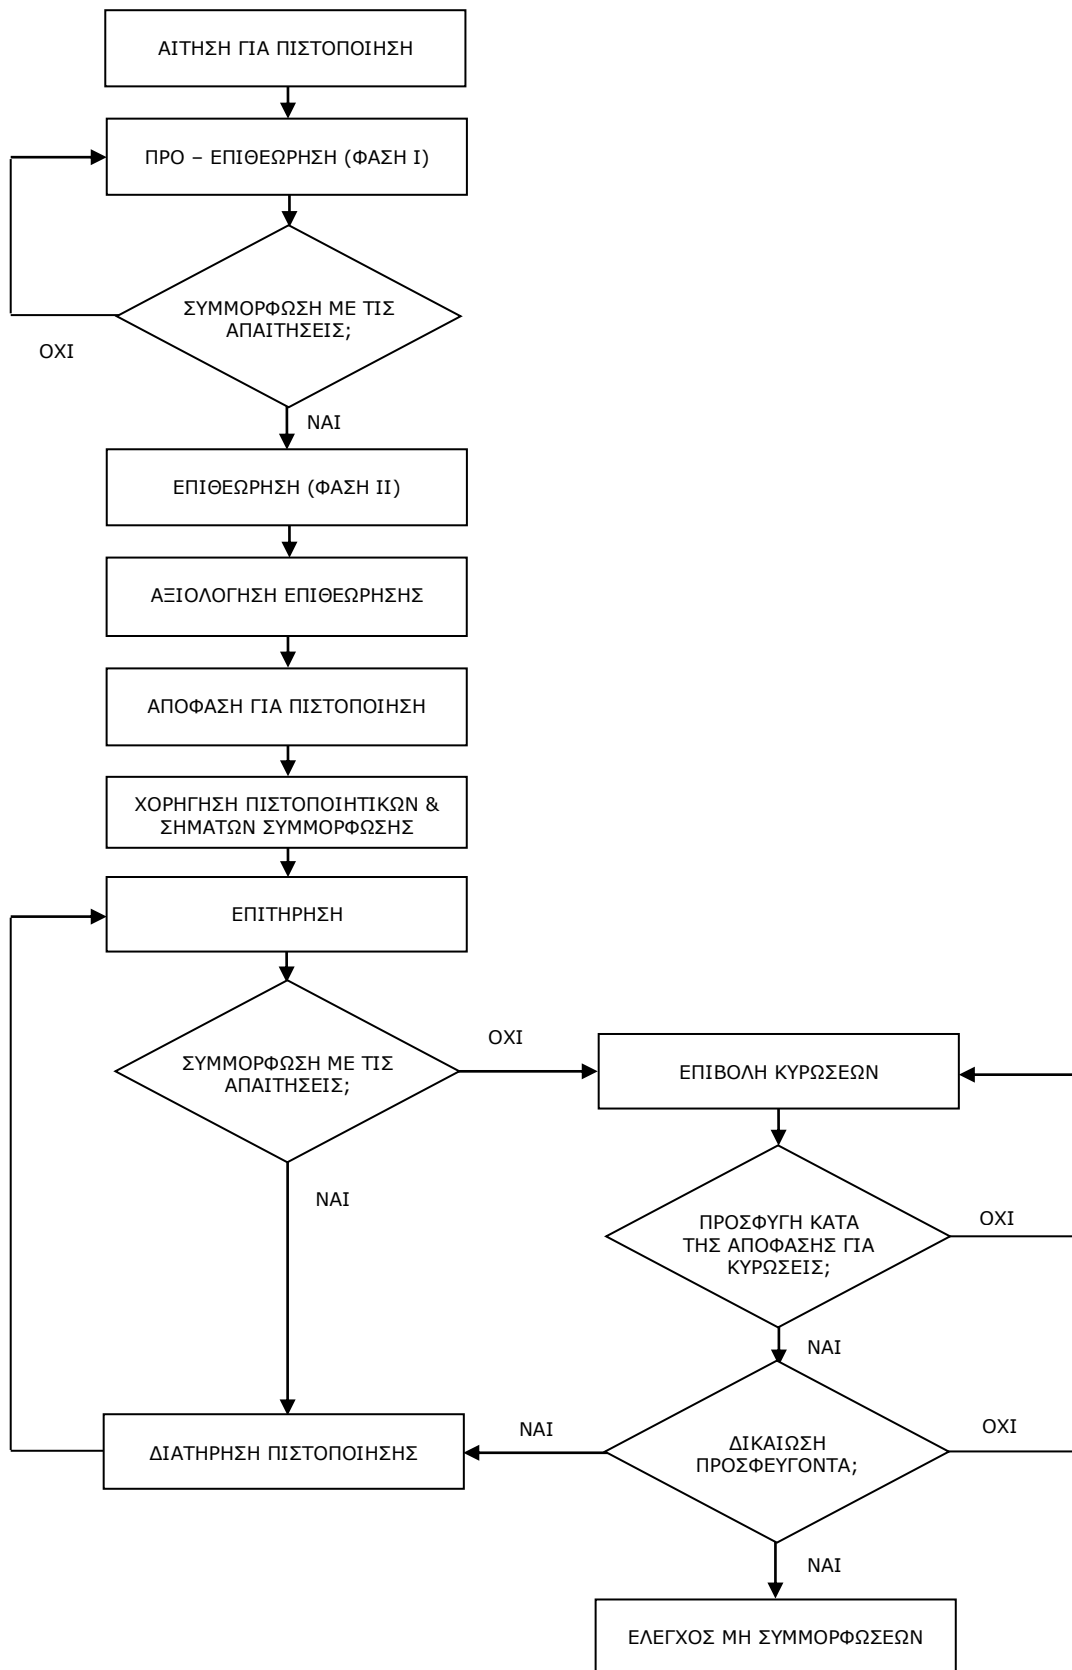 ΑΙΤΗΣΗ ΓΙΑ ΠΙΣΤΟΠΟΙΗΣΗ
ΠΡΟ – ΕΠΙΘΕΩΡΗΣΗ (ΦΑΣΗ Ι)
ΣΥΜΜΟΡΦΩΣΗ ΜΕ ΤΙΣ
ΑΠΑΙΤΗΣΕΙΣ;
ΟΧΙ
ΝΑΙ
ΕΠΙΘΕΩΡΗΣΗ (ΦΑΣΗ ΙΙ)
ΑΞΙΟΛΟΓΗΣΗ ΕΠΙΘΕΩΡΗΣΗΣ
ΑΠΟΦΑΣΗ ΓΙΑ ΠΙΣΤΟΠΟΙΗΣΗ
ΧΟΡΗΓΗΣΗ ΠΙΣΤΟΠΟΙΗΤΙΚΩΝ &
ΣΗΜΑΤΩΝ ΣΥΜΜΟΡΦΩΣΗΣ
ΕΠΙΤΗΡΗΣΗ
ΣΥΜΜΟΡΦΩΣΗ ΜΕ ΤΙΣ
ΑΠΑΙΤΗΣΕΙΣ;
ΟΧΙ
ΕΠΙΒΟΛΗ ΚΥΡΩΣΕΩΝ
ΝΑΙ
ΠΡΟΣΦΥΓΗ ΚΑΤΑ
ΤΗΣ ΑΠΟΦΑΣΗΣ ΓΙΑ
ΚΥΡΩΣΕΙΣ;
ΟΧΙ
ΝΑΙ
ΔΙΚΑΙΩΣΗ
ΠΡΟΣΦΕΥΓΟΝΤΑ;
ΟΧΙ
ΝΑΙ
ΔΙΑΤΗΡΗΣΗ ΠΙΣΤΟΠΟΙΗΣΗΣ
ΝΑΙ
ΕΛΕΓΧΟΣ ΜΗ ΣΥΜΜΟΡΦΩΣΕΩΝ